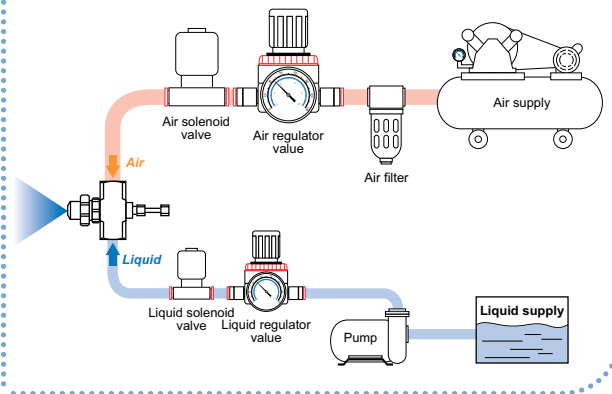 Air supply
Air solenoid
valve
Air regulator
value
Air filter
Air
Liquid
Liquid solenoid
valve
Liquid regulator
value
Pump
Liquid supply